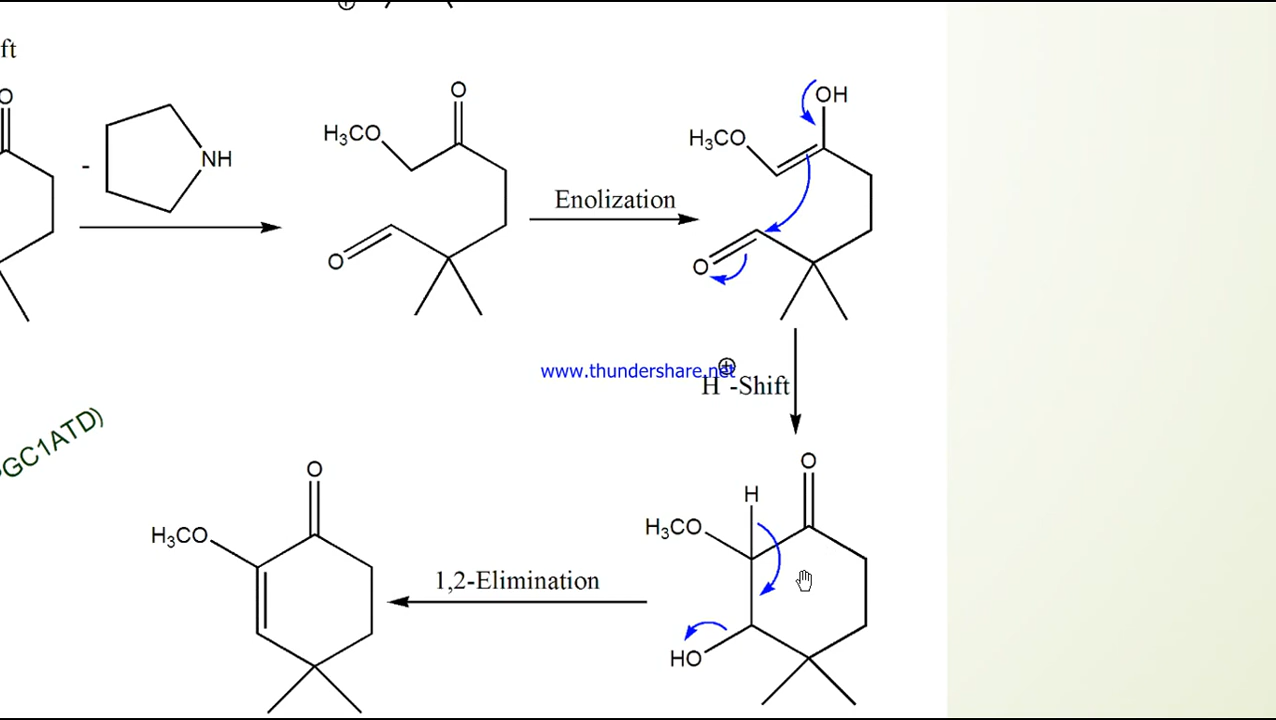 ft
O
-
NH
O
H₃CO
O
Enolization
OH
H₃CO
O
www.thundershare.net
H⊕-Shift
GC1ATD)
O
H₃CO
1,2-Elimination
O
H
H₃CO
HO